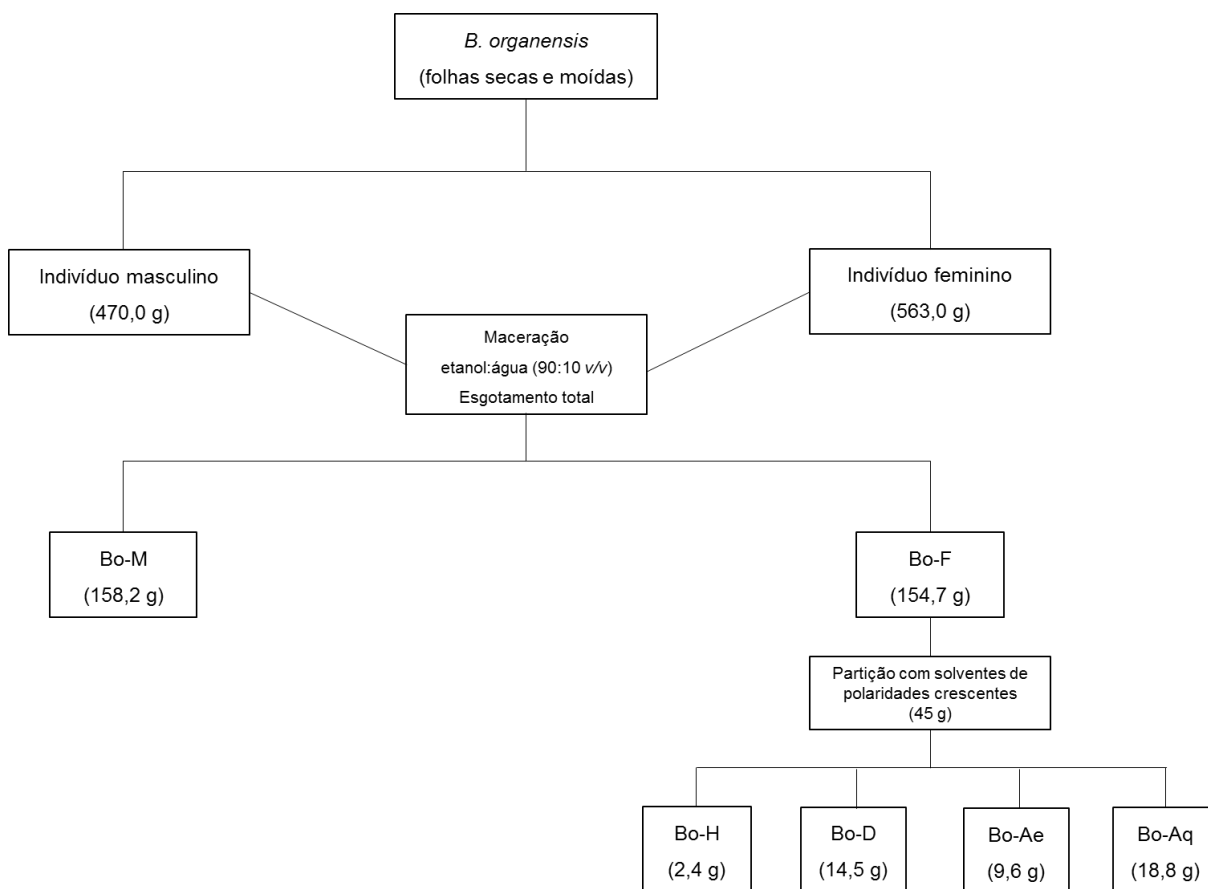 B. organensis
(folhas secas e moídas)
Indivíduo masculino
(470,0 g)
Indivíduo feminino
(563,0 g)
Maceração
etanol:água (90:10 v/v)
Esgotamento total
Bo-M
(158,2 g)
Bo-F
(154,7 g)
Partição com solventes de
polaridades crescentes
(45 g)
Bo-H
(2,4 g)
Bo-D
(14,5 g)
Bo-Ae
(9,6 g)
Bo-Aq
(18,8 g)